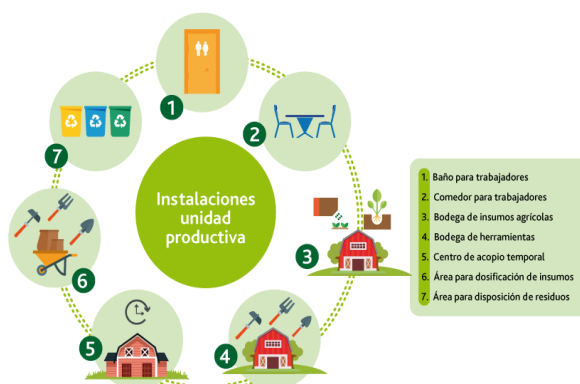 1
2
3
4
5
6
7
Instalaciones
unidad
productiva
1. Baño para trabajadores
2. Comedor para trabajadores
3. Bodega de insumos agrícolas
4. Bodega de herramientas
5. Centro de acopio temporal
6. Área para dosificación de insumos
7. Área para disposición de residuos